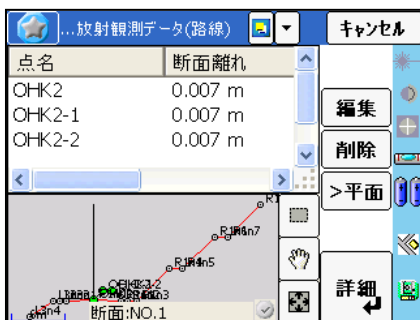 ...放射観測データ(路線)
キャンセル
点名 断面離れ
OHK2 0.007 m
OHK2-1 0.007 m
OHK2-2 0.007 m
編集
削除
>平面
詳細
断面:NO.1